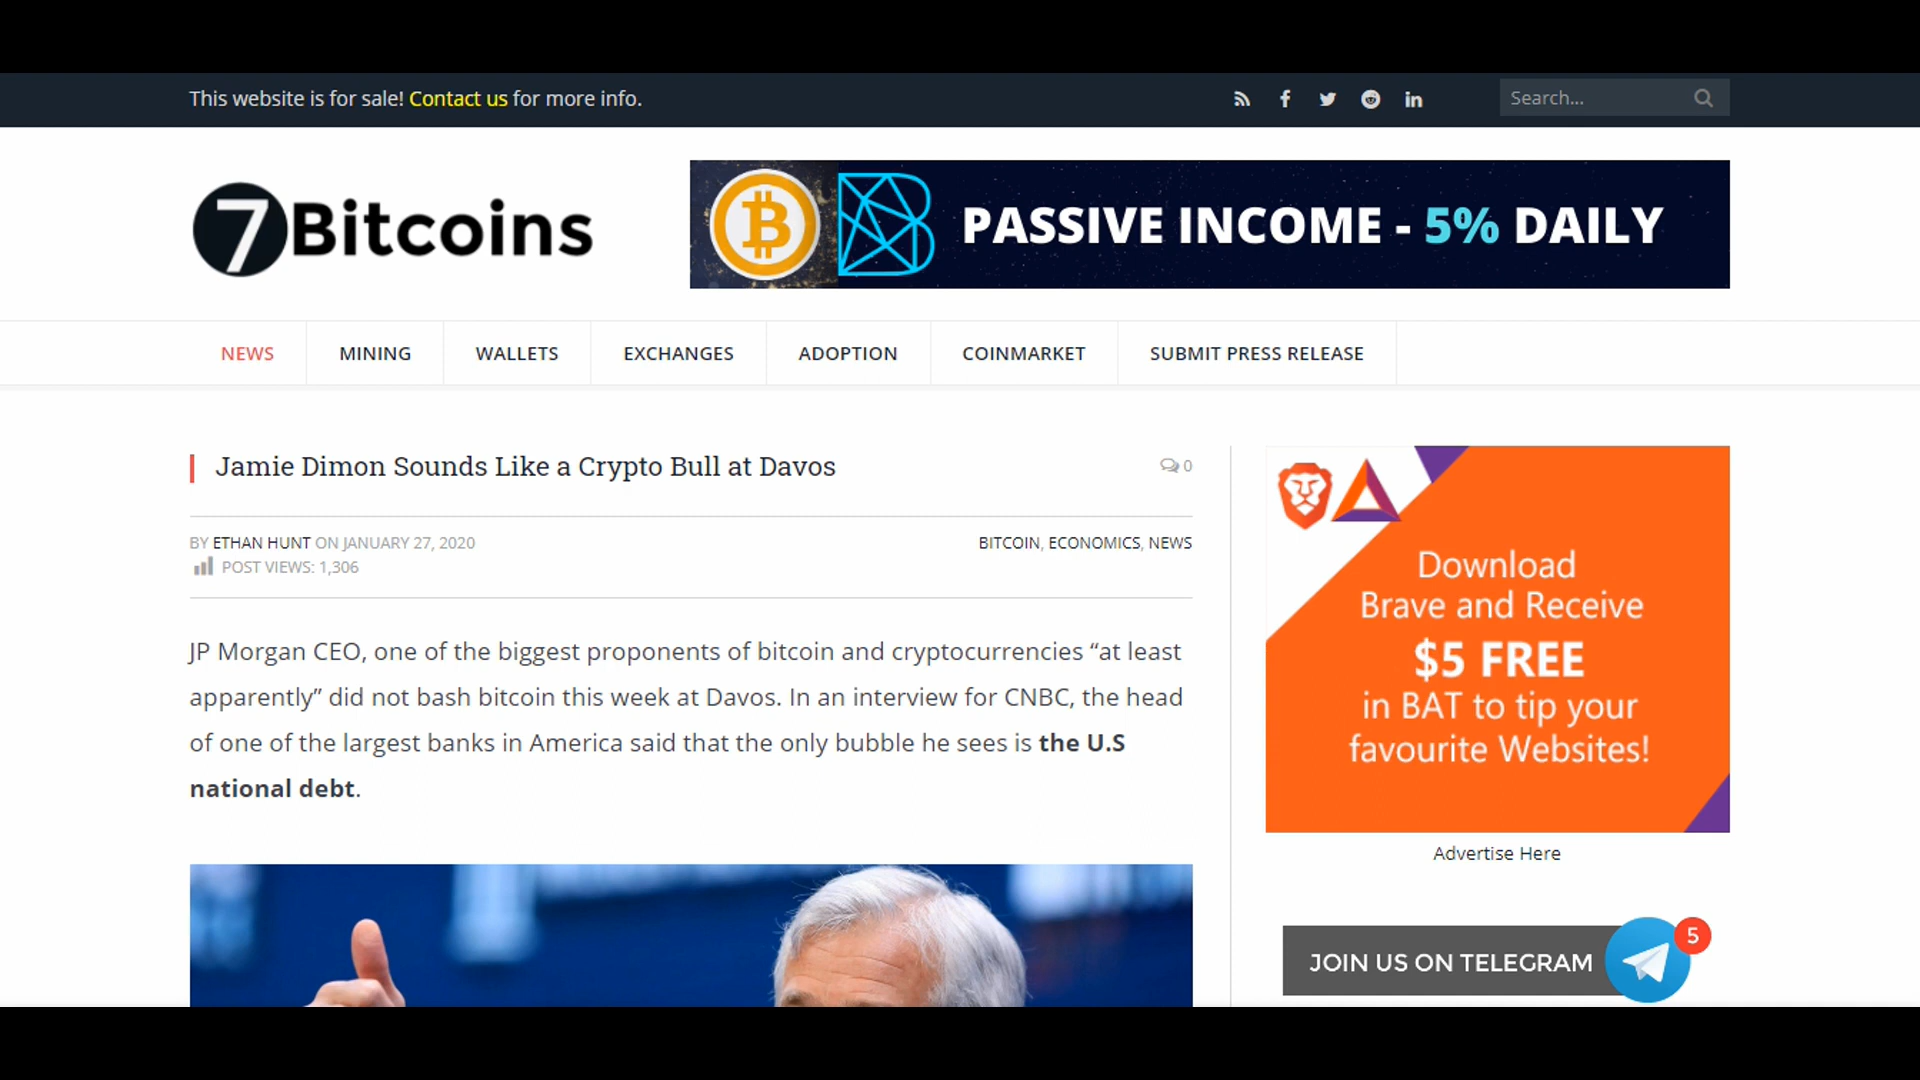 This website is for sale! Contact us for more info.
Search...
7Bitcoins
PASSIVE INCOME - 5% DAILY
NEWS
MINING
WALLETS
EXCHANGES
ADOPTION
COINMARKET
SUBMIT PRESS RELEASE
Jamie Dimon Sounds Like a Crypto Bull at Davos
0
BY ETHAN HUNT ON JANUARY 27, 2020
BITCOIN, ECONOMICS, NEWS
POST VIEWS: 1,306
JP Morgan CEO, one of the biggest proponents of bitcoin and cryptocurrencies “at least
apparently” did not bash bitcoin this week at Davos. In an interview for CNBC, the head
of one of the largest banks in America said that the only bubble he sees is the U.S
national debt.
Download
Brave and Receive
$5 FREE
in BAT to tip your
favourite Websites!
Advertise Here
JOIN US ON TELEGRAM
5